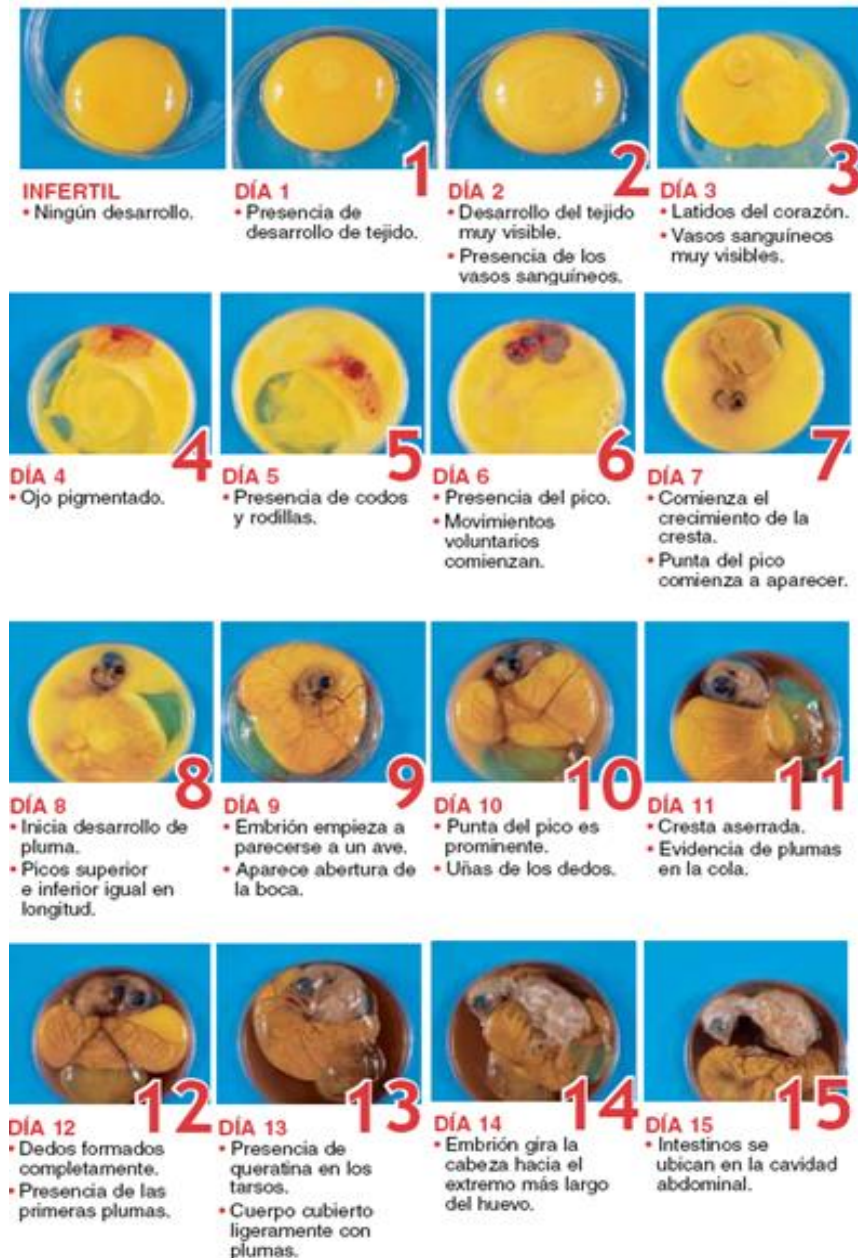 INFERTIL
• Ningún desarrollo.
1
DÍA 1
• Presencia de
desarrollo de tejido.
2
DÍA 2
• Desarrollo del tejido
muy visible.
• Presencia de los
vasos sanguíneos.
3
DÍA 3
• Latidos del corazón.
• Vasos sanguíneos
muy visibles.
4
DÍA 4
• Ojo pigmentado.
5
DÍA 5
• Presencia de codos
y rodillas.
6
DÍA 6
• Presencia del pico.
• Movimientos
voluntarios
comienzan.
7
DÍA 7
• Comienza el
crecimiento de la
cresta.
• Punta del pico
comienza a aparecer.
8
DÍA 8
• Inicia desarrollo de
pluma.
• Picos superior
e inferior igual en
longitud.
9
DÍA 9
• Embrión empieza a
parecerse a un ave.
• Aparece abertura de
la boca.
10
DÍA 10
• Punta del pico es
prominente.
• Uñas de los dedos.
11
DÍA 11
• Cresta aserrada.
• Evidencia de plumas
en la cola.
12
DÍA 12
• Dedos formados
completamente.
• Presencia de las
primeras plumas.
13
DÍA 13
• Presencia de
queratina en los
tarsos.
• Cuerpo cubierto
ligeramente con
plumas.
14
DÍA 14
• Embrión gira la
cabeza hacia el
extremo más largo
del huevo.
15
DÍA 15
• Intestinos se
ubican en la cavidad
abdominal.